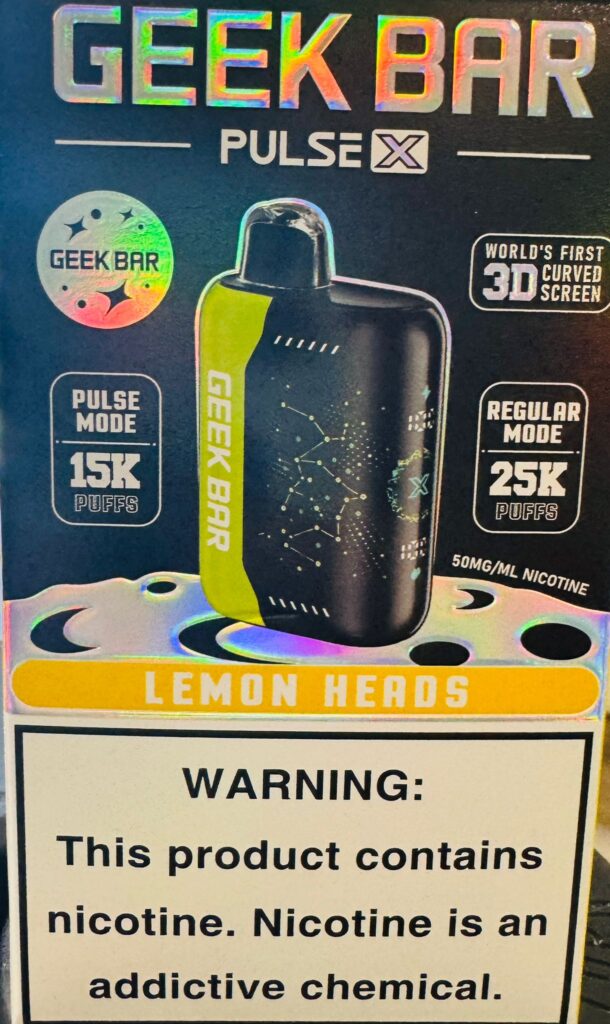 GEEK BAR
PULSE X
GEEK BAR
WORLD'S FIRST
3D CURVED
SCREEN
PULSE
MODE
15K
PUFFS
GEEK BAR
X
REGULAR
MODE
25K
PUFFS
50MG/ML NICOTINE
LEMON HEADS
WARNING:
This product contains
nicotine. Nicotine is an
addictive chemical.